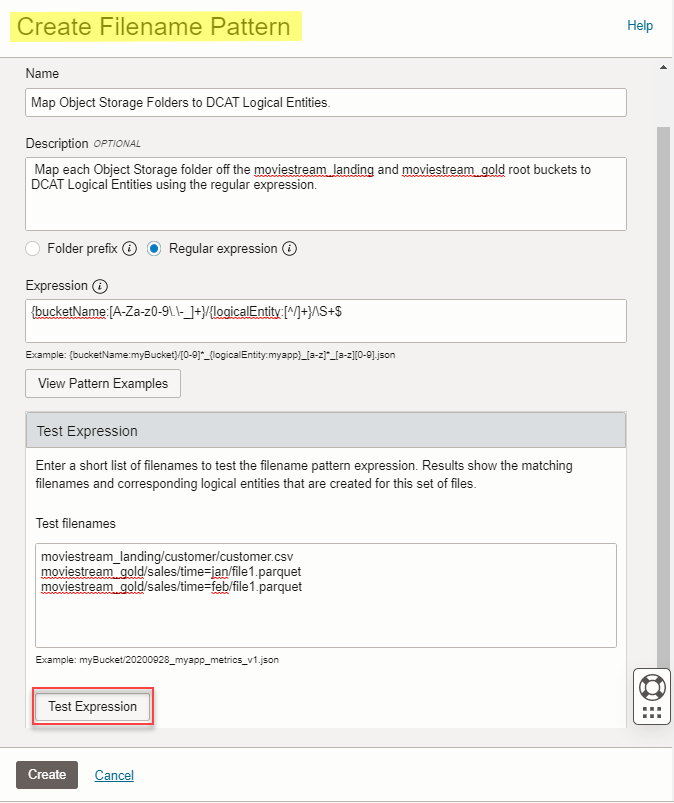 Create Filename Pattern
Help
Name
Map Object Storage Folders to DCAT Logical Entities.
Description OPTIONAL
Map each Object Storage folder off the moviestream_landing and moviestream_gold root buckets to
DCAT Logical Entities using the regular expression.
Folder prefix i Regular expression i
Expression i
{bucketName:[A-Za-z0-9\.\-_]+}/{logicalEntity:[^/]+}/\S+$
Example: {bucketName:myBucket}/[0-9]*_{logicalEntity:myapp}_[a-z]*_[a-z][0-9].json
View Pattern Examples
Test Expression
Enter a short list of filenames to test the filename pattern expression. Results show the matching
filenames and corresponding logical entities that are created for this set of files.
Test filenames
moviestream_landing/customer/customer.csv
moviestream_gold/sales/time=jan/file1.parquet
moviestream_gold/sales/time=feb/file1.parquet
Example: myBucket/20200928_myapp_metrics_v1.json
Test Expression
Create
Cancel